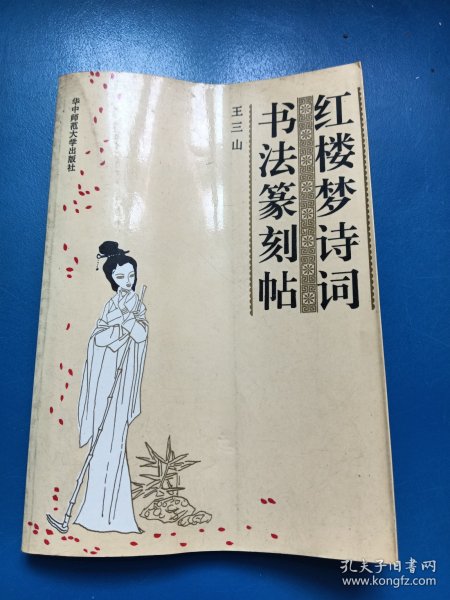 红楼梦诗词
书法篆刻帖
王三山
华中师范大学出版社
孔夫子旧书网
www.kongfz.com